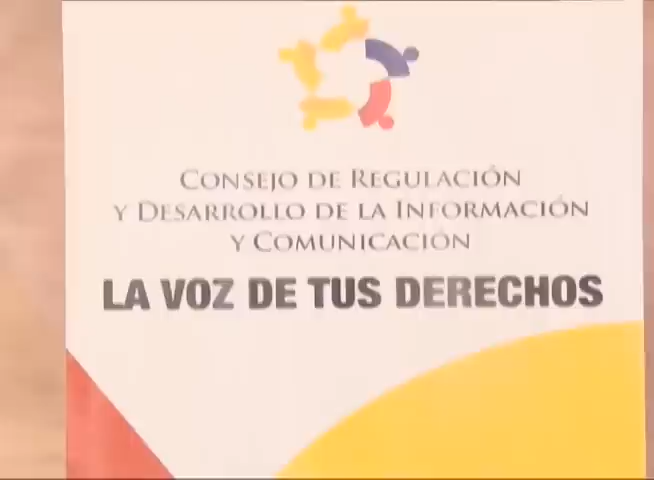 CONSEJO DE REGULACIÓN
Y DESARROLLO DE LA INFORMACIÓN
Y COMUNICACIÓN
LA VOZ DE TUS DERECHOS